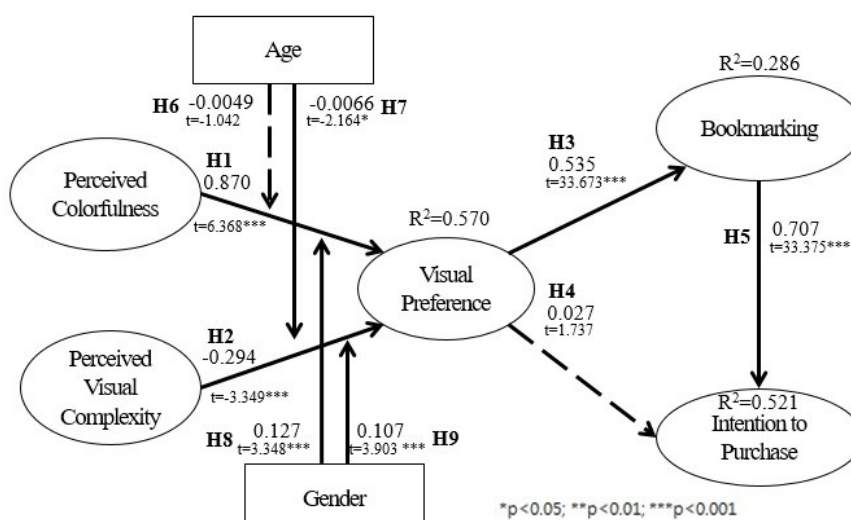 Age
H6
-0.0049
t=-1.042
-0.0066
t=-2.164*
H7
R²=0.286
Bookmarking
H3
0.535
t=33.673***
Perceived
Colorfulness
H1
0.870
t=6.368***
R²=0.570
Visual
Preference
H5
0.707
t=33.375***
H4
0.027
t=1.737
Perceived
Visual
Complexity
H2
-0.294
t=-3.349***
H8
0.127
t=3.348***
0.107
t=3.903 ***
H9
Gender
R²=0.521
Intention to
Purchase
*p<0.05; **p<0.01; ***p<0.001